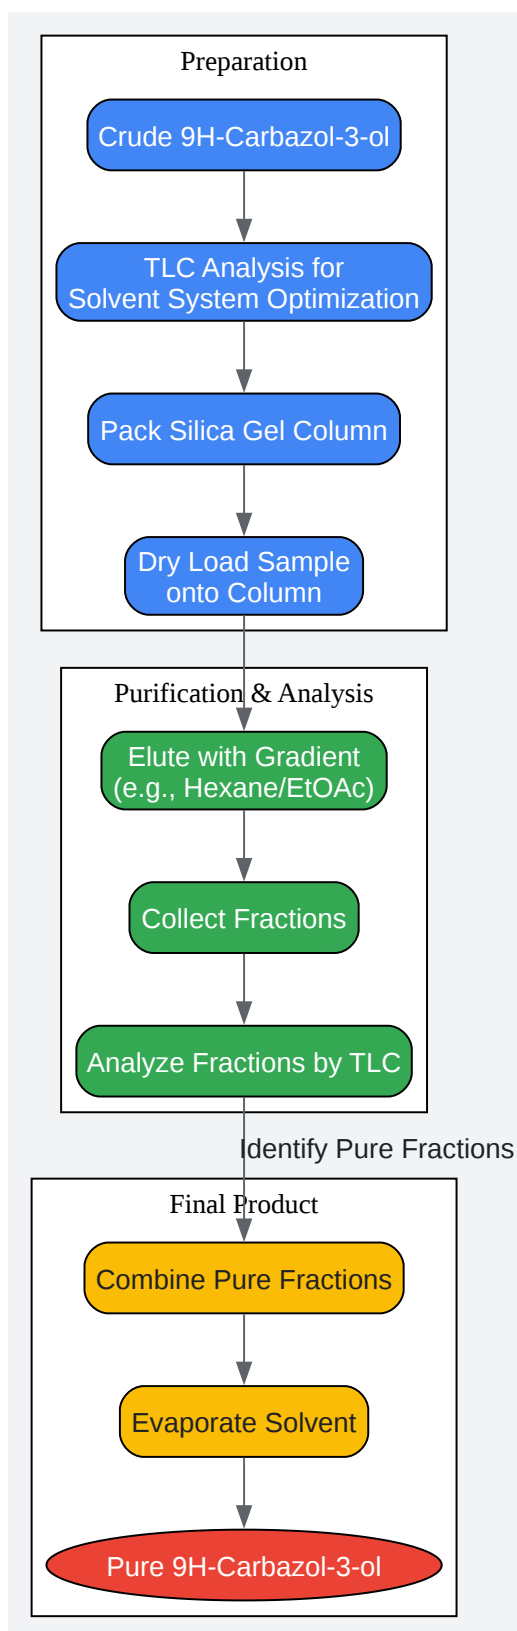 Preparation
Crude 9H-Carbazol-3-ol
TLC Analysis for
Solvent System Optimization
Pack Silica Gel Column
Dry Load Sample
onto Column
Purification & Analysis
Elute with Gradient
(e.g., Hexane/EtOAc)
Collect Fractions
Analyze Fractions by TLC
Identify Pure Fractions
Final Product
Combine Pure Fractions
Evaporate Solvent
Pure 9H-Carbazol-3-ol